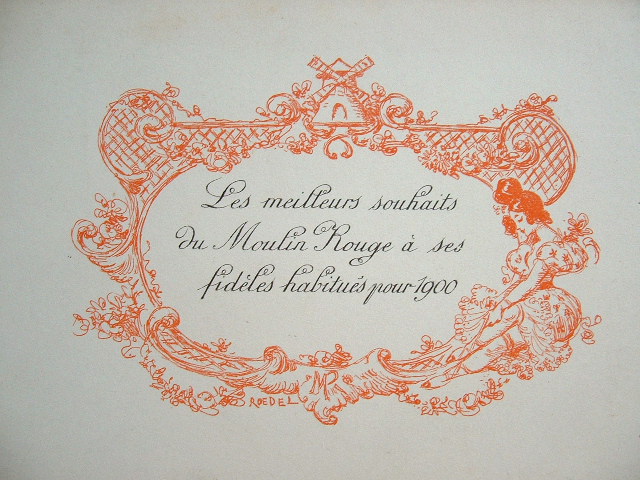 Les meilleurs souhaits
du Moulin Rouge à ses
fidèles habitués pour 1900
MR
ROEDEL